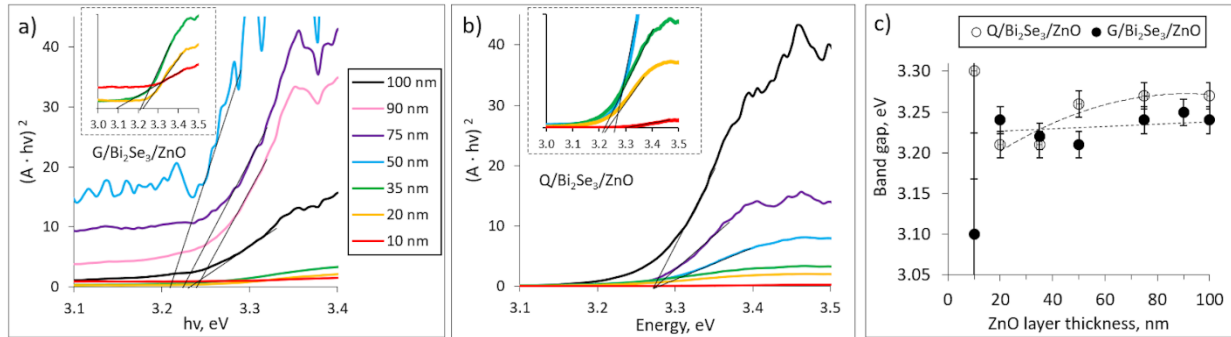 a)
(A · hν) ²
40
30
20
10
0
3.1
3.2
3.3
3.4
hν, eV
3.0 3.1 3.2 3.3 3.4 3.5
G/Bi₂Se₃/ZnO
100 nm
90 nm
75 nm
50 nm
35 nm
20 nm
10 nm
b)
(A · hν) ²
40
30
20
10
0
3.1
3.2
3.3
3.4
3.5
Energy, eV
3.0 3.1 3.2 3.3 3.4 3.5
Q/Bi₂Se₃/ZnO
c)
Q/Bi₂Se₃/ZnO G/Bi₂Se₃/ZnO
Band gap, eV
3.30
3.20
3.10
3.05
0 20 40 60 80 100
ZnO layer thickness, nm